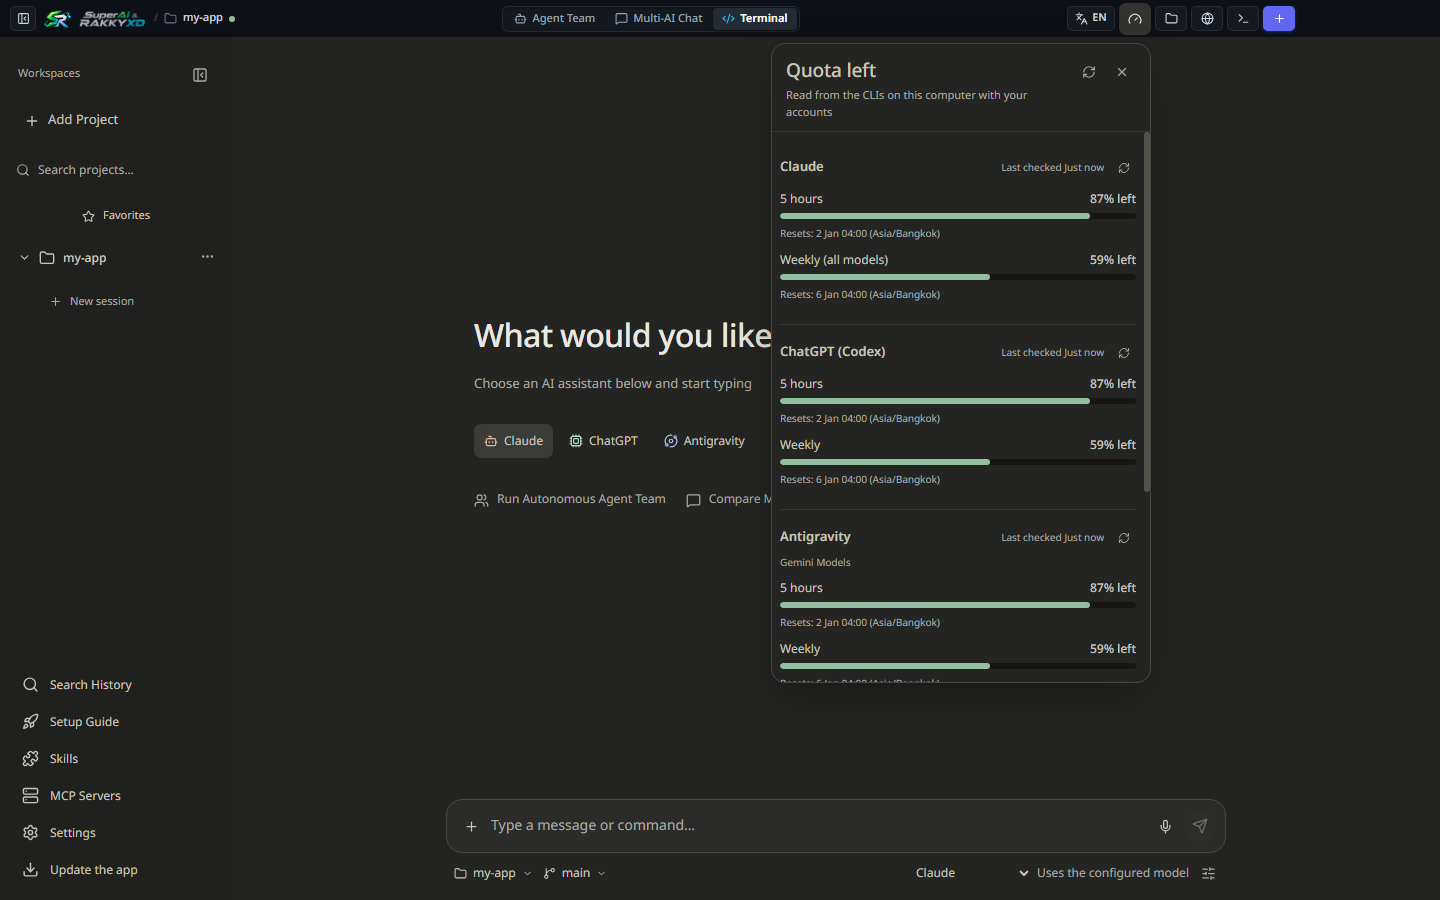 SR SuperAi & RAKKYXD / my-app
Agent Team
Multi-AI Chat
Terminal
EN
Workspaces
Add Project
Search projects...
Favorites
my-app
New session
Search History
Setup Guide
Skills
MCP Servers
Settings
Update the app
What would you like
Choose an AI assistant below and start typing
Claude
ChatGPT
Antigravity
Run Autonomous Agent Team
Compare M
Quota left
Read from the CLIs on this computer with your
accounts
Claude
Last checked Just now
5 hours
87% left
Resets: 2 Jan 04:00 (Asia/Bangkok)
Weekly (all models)
59% left
Resets: 6 Jan 04:00 (Asia/Bangkok)
ChatGPT (Codex)
Last checked Just now
5 hours
87% left
Resets: 2 Jan 04:00 (Asia/Bangkok)
Weekly
59% left
Resets: 6 Jan 04:00 (Asia/Bangkok)
Antigravity
Last checked Just now
Gemini Models
5 hours
87% left
Resets: 2 Jan 04:00 (Asia/Bangkok)
Weekly
59% left
Type a message or command...
my-app
main
Claude
Uses the configured model